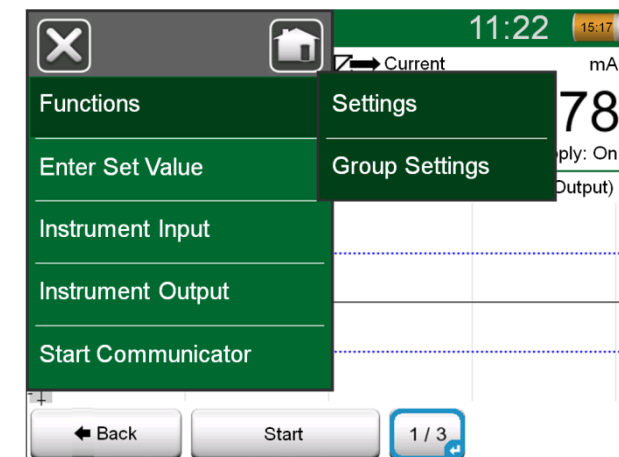 11:22
15:17
Current
mA
Functions
Settings
78
Enter Set Value
Group Settings
ply: On
Output)
Instrument Input
Instrument Output
Start Communicator
Back
Start
1 / 3